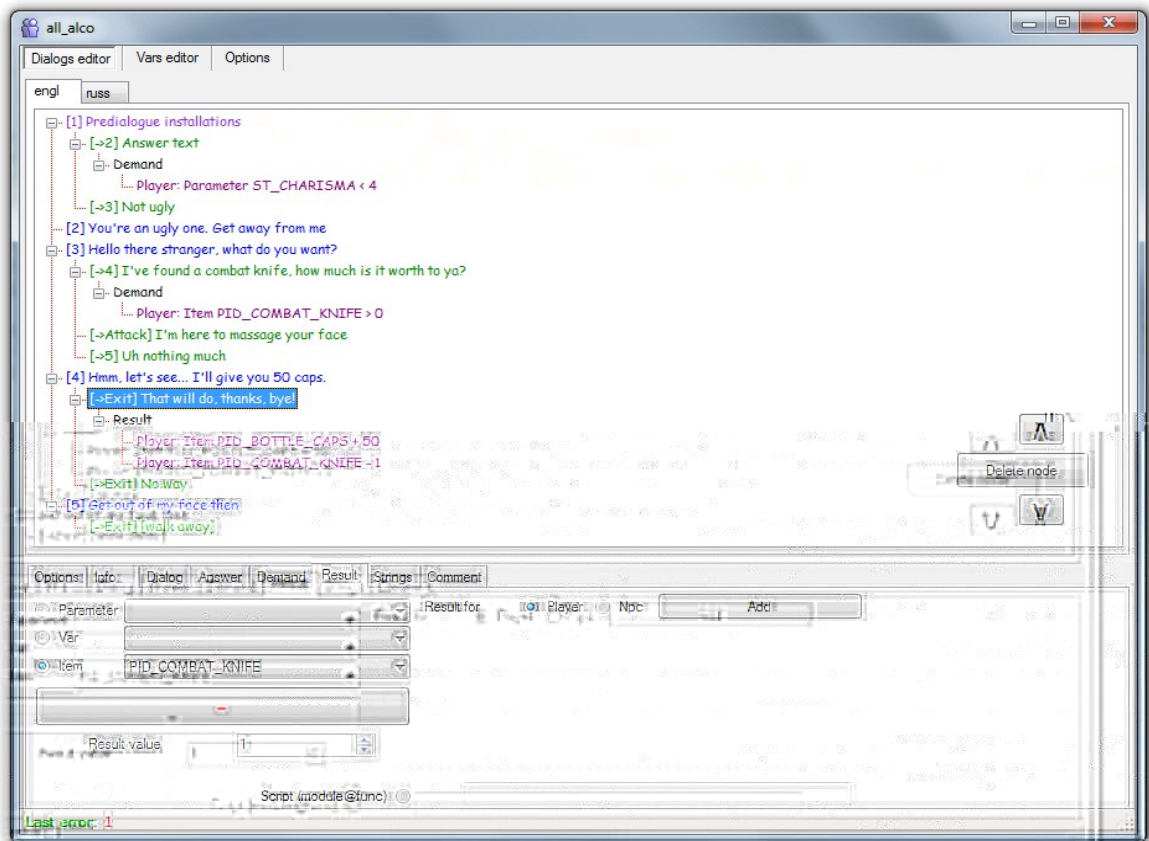 all_alco
Dialogs editor Vars editor Options
engl russ
[1] Predialogue installations
[->2] Answer text
Demand
Player: Parameter ST_CHARISMA < 4
[->3] Not ugly
[2] You're an ugly one. Get away from me
[3] Hello there stranger, what do you want?
[->4] I've found a combat knife, how much is it worth to ya?
Demand
Player: Item PID_COMBAT_KNIFE > 0
[->Attack] I'm here to massage your face
[->5] Uh nothing much
[4] Hmm, let's see... I'll give you 50 caps.
[->Exit] That will do, thanks, bye!
Result
Player: Item PID_BOTTLE_CAPS + 50
Player: Item PID_COMBAT_KNIFE - 1
[->Exit] No way
[5] Get out of my face then
[->Exit] [walk away]
Delete node
Options Info Dialog Answer Demand Result Strings Comment
Parameter Result for Player Npc Add
Var
Item PID_COMBAT_KNIFE
-
Result value 1
Script (module@func)
Last error: 1